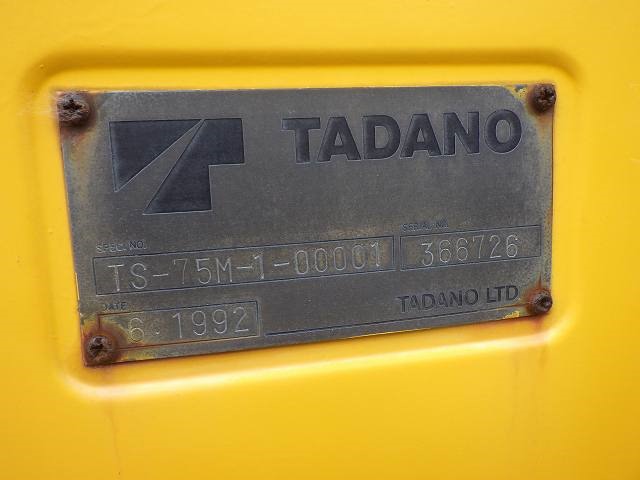 TADANO
SPEC. NO. SERIAL NO.
TS-75M-1-00001 366726
DATE
6. 1992 TADANO LTD